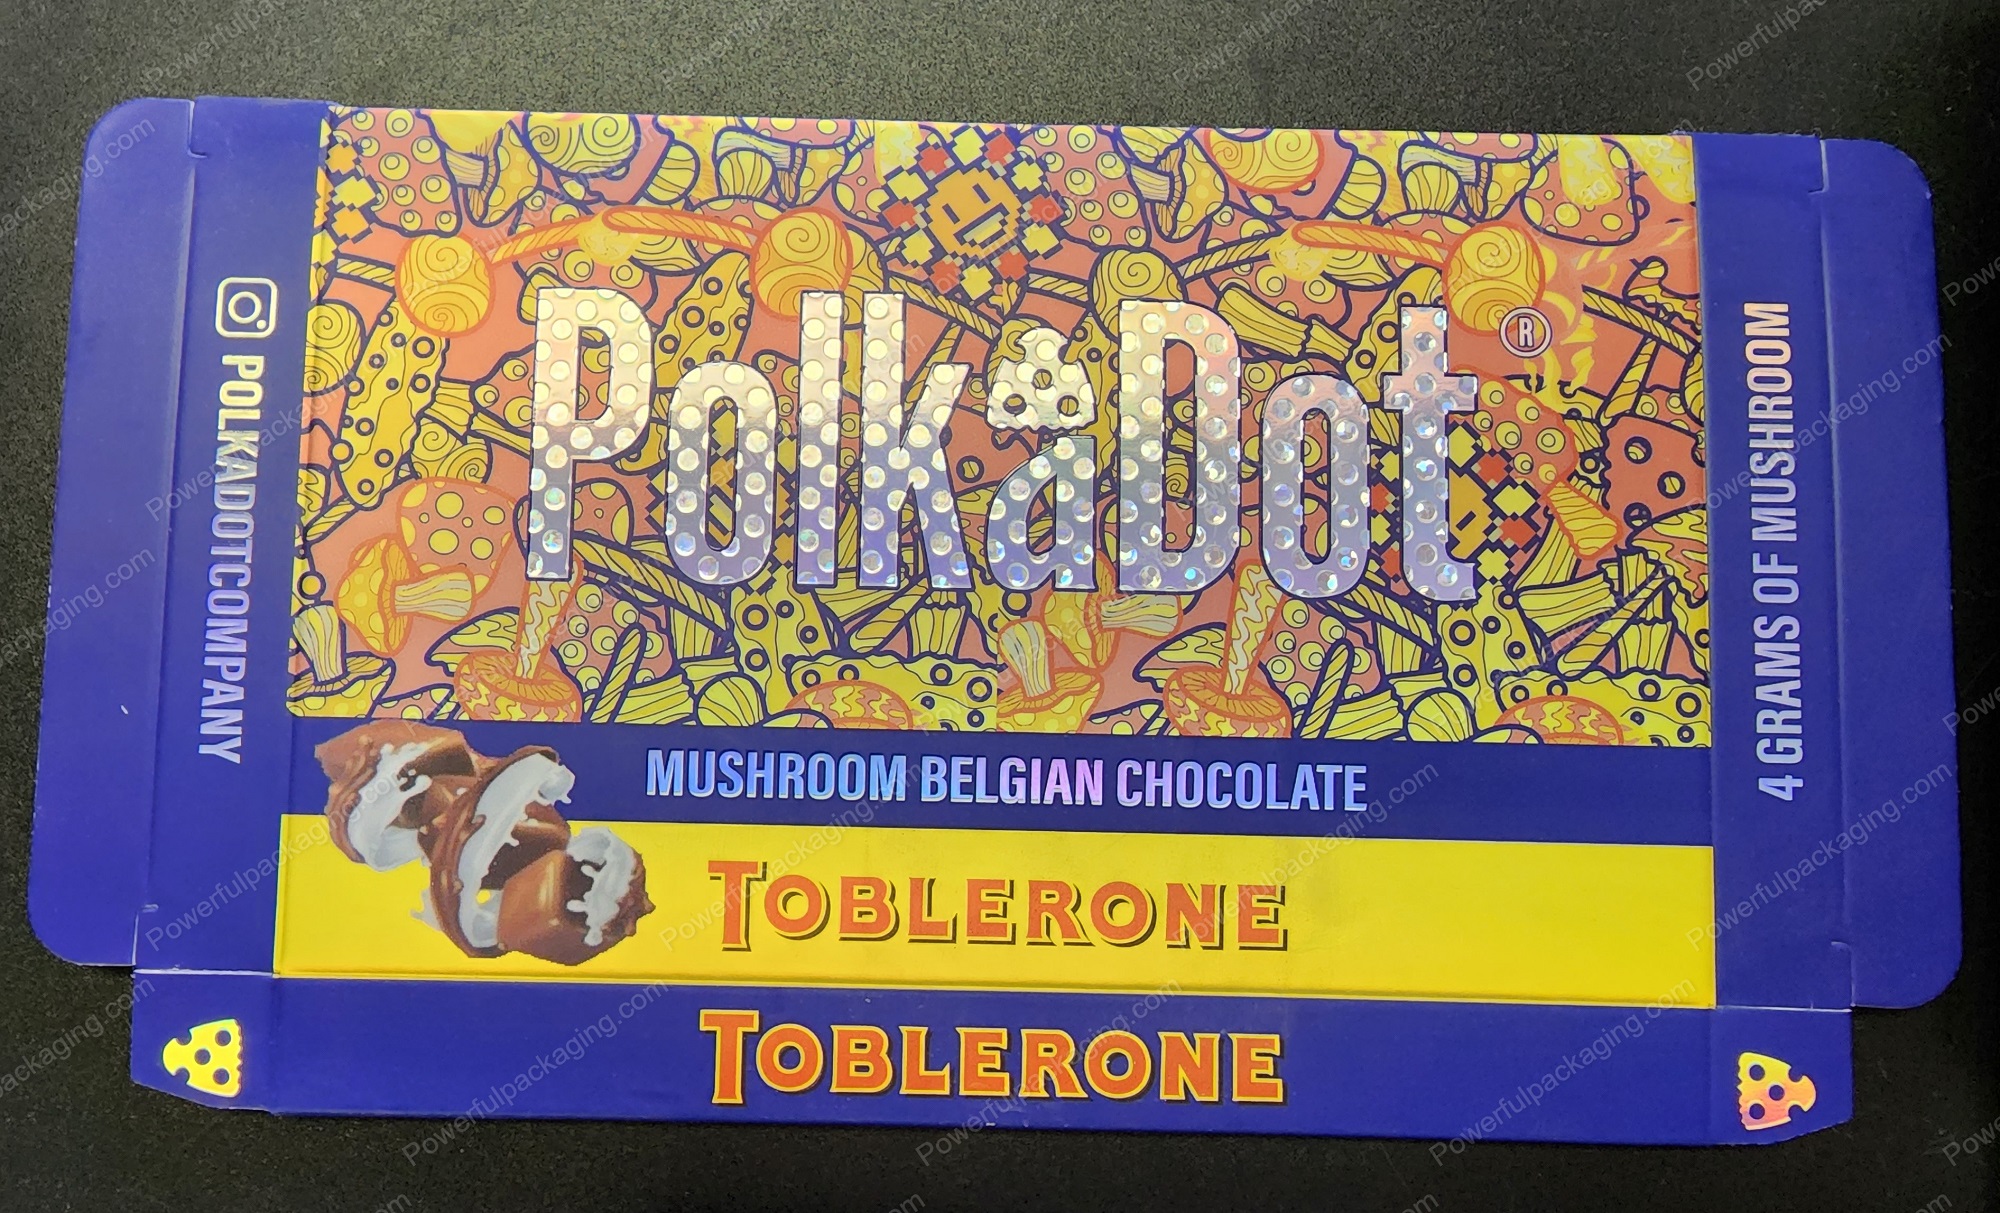 PolkaDot®
MUSHROOM BELGIAN CHOCOLATE
TOBLERONE
TOBLERONE
POLKADOTCOMPANY
4 GRAMS OF MUSHROOM
Powerfulpackaging.com